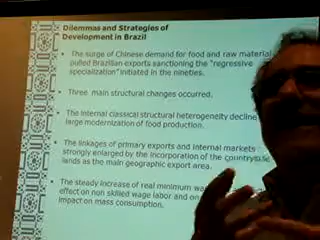 Dilemmas and Strategies of
Development in Brazil
• The surge of Chinese demand for food and raw material
pulled Brazilian exports sanctioning the "regressive
specialization" initiated in the nineties.
• Three main structural changes occurred.
• The internal classical structural heterogeneity decline
large modernization of food production.
• The linkages of primary exports and internal markets
strongly enlarged by the incorporation of the country
lands as the main geographic export area.
• The steady increase of real minimum
effect on non skilled wage labor and on
impact on mass consumption.